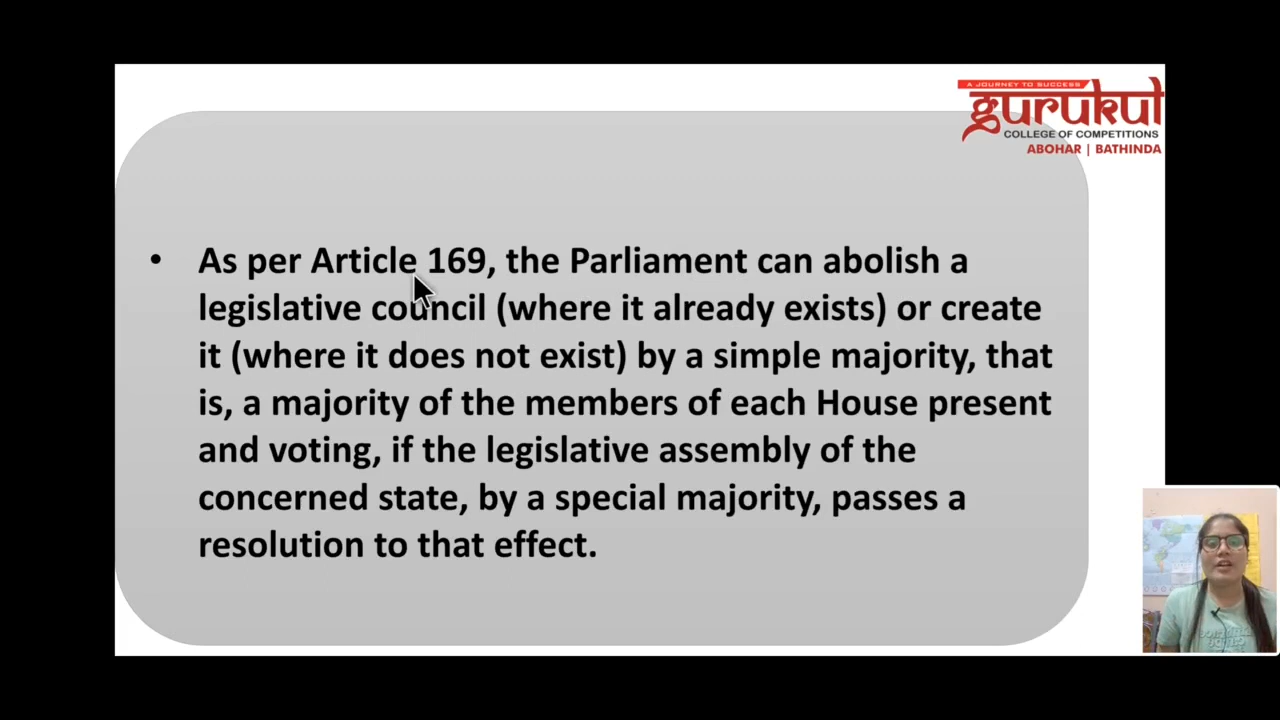 A JOURNEY TO SUCCESS
gurukul
COLLEGE OF COMPETITIONS
ABOHAR | BATHINDA
• As per Article 169, the Parliament can abolish a
legislative council (where it already exists) or create
it (where it does not exist) by a simple majority, that
is, a majority of the members of each House present
and voting, if the legislative assembly of the
concerned state, by a special majority, passes a
resolution to that effect.